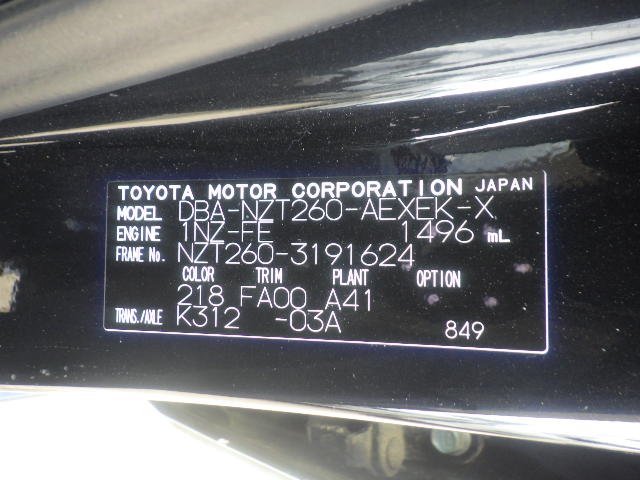 TOYOTA MOTOR CORPORATION JAPAN
MODEL DBA-NZT260-AEXEK-X
ENGINE 1NZ-FE 1496 mL
FRAME No. NZT260-3191624
COLOR TRIM PLANT OPTION
218 FA00 A41
TRANS./AXLE K312 -03A 849